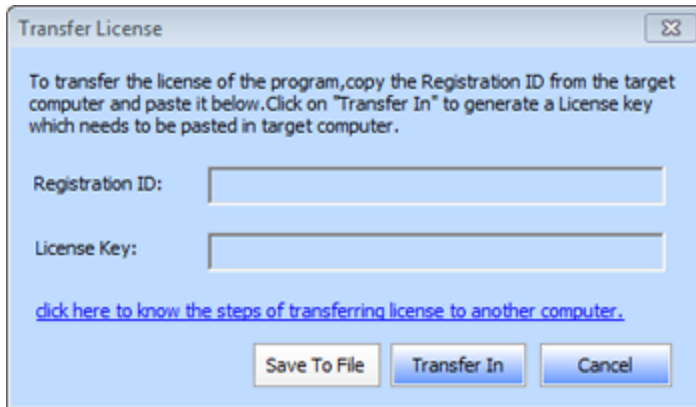 Transfer License
To transfer the license of the program,copy the Registration ID from the target
computer and paste it below.Click on "Transfer In" to generate a License key
which needs to be pasted in target computer.
Registration ID:
License Key:
click here to know the steps of transferring license to another computer.
Save To File Transfer In Cancel